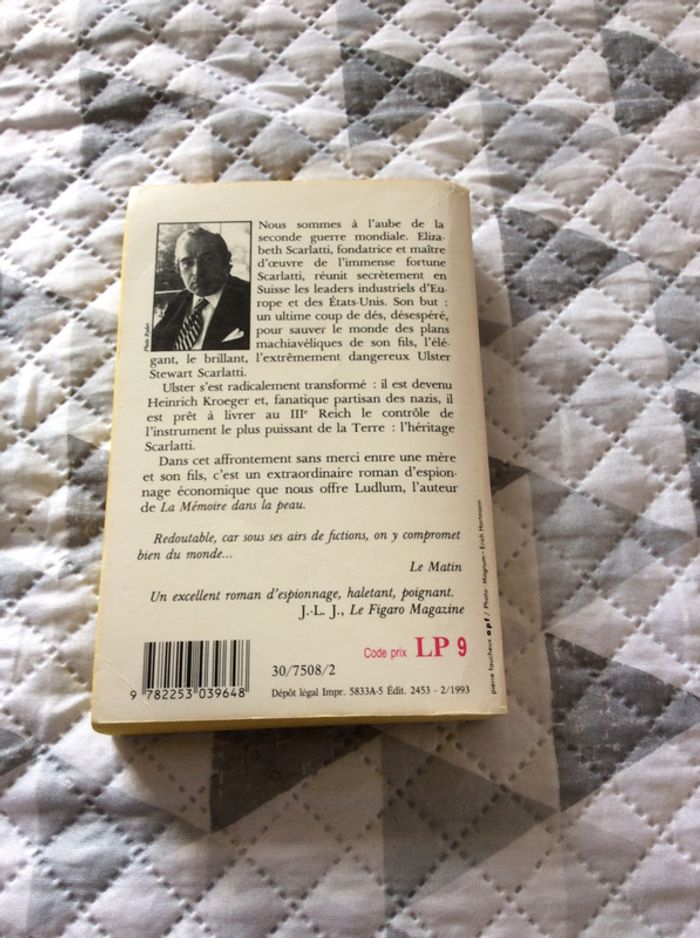 Nous sommes à l'aube de la
seconde guerre mondiale. Eliza-
beth Scarlatti, fondatrice et maître
d'œuvre de l'immense fortune
Scarlatti, réunit secrètement en
Suisse les leaders industriels d'Eu-
rope et des États-Unis. Son but :
un ultime coup de dés, désespéré,
pour sauver le monde des plans
machiavéliques de son fils, l'élé-
gant, le brillant, l'extrêmement dangereux Ulster
Stewart Scarlatti.
Ulster s'est radicalement transformé : il est devenu
Heinrich Kroeger et, fanatique partisan des nazis, il
est prêt à livrer au IIIe Reich le contrôle de
l'instrument le plus puissant de la Terre : l'héritage
Scarlatti.
Dans cet affrontement sans merci entre une mère
et son fils, c'est un extraordinaire roman d'espion-
nage économique que nous offre Ludlum, l'auteur
de La Mémoire dans la peau.
Redoutable, car sous ses airs de fictions, on y compromet
bien du monde...
Le Matin
Un excellent roman d'espionnage, haletant, poignant.
J.-L. J., Le Figaro Magazine
Code prix LP 9
30/7508/2
9 782253 039648
Dépôt légal Impr. 5833A-5 Édit. 2453 - 2/1993
pierre faucheux apf / Photo : Magnum - Erich Hartmann